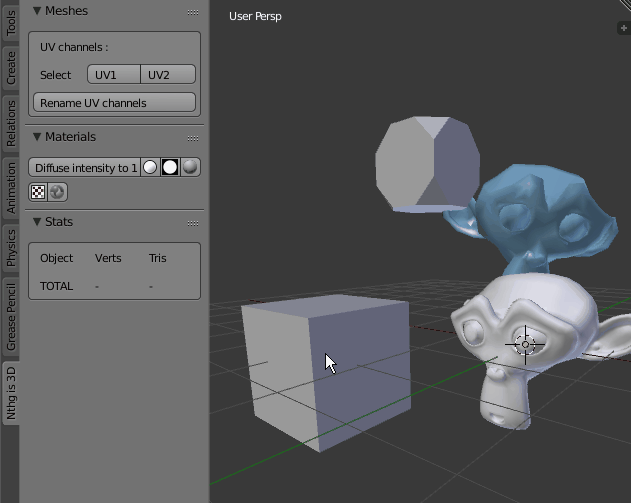 Tools
Create
Relations
Animation
Physics
Grease Pencil
Nthg is 3D
Meshes
UV channels :
Select UV1 UV2
Rename UV channels
Materials
Diffuse intensity to 1
Stats
Object Verts Tris
TOTAL - -
User Persp